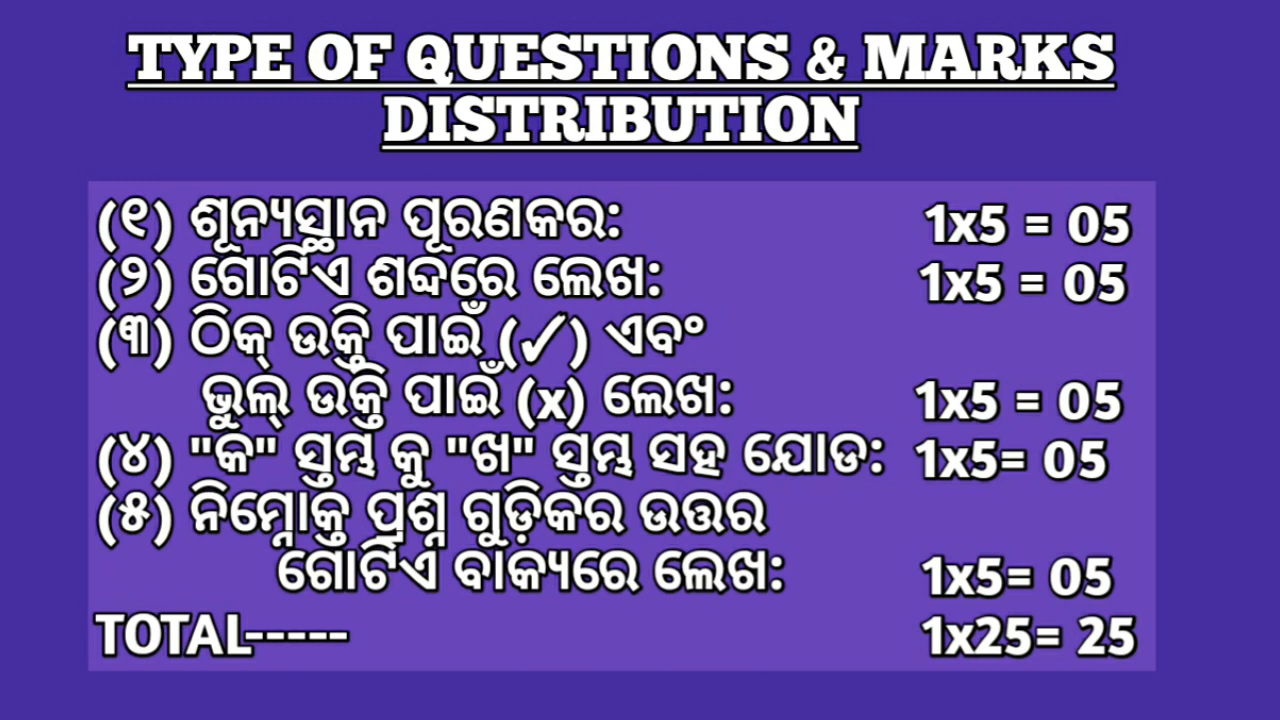 TYPE OF QUESTIONS & MARKS
DISTRIBUTION
(୧) ଶୂନ୍ୟସ୍ଥାନ ପୂରଣକର: 1x5 = 05
(୨) ଗୋଟିଏ ଶବ୍ଦରେ ଲେଖ: 1x5 = 05
(୩) ଠିକ୍ ଉକ୍ତି ପାଇଁ (✓) ଏବଂ
ଭୁଲ୍ ଉକ୍ତି ପାଇଁ (x) ଲେଖ: 1x5 = 05
(୪) "କ" ସ୍ତମ୍ଭ କୁ "ଖ" ସ୍ତମ୍ଭ ସହ ଯୋଡ: 1x5= 05
(୫) ନିମ୍ନୋକ୍ତ ପ୍ରଶ୍ନ ଗୁଡ଼ିକର ଉତ୍ତର
ଗୋଟିଏ ବାକ୍ୟରେ ଲେଖ: 1x5= 05
TOTAL----- 1x25= 25